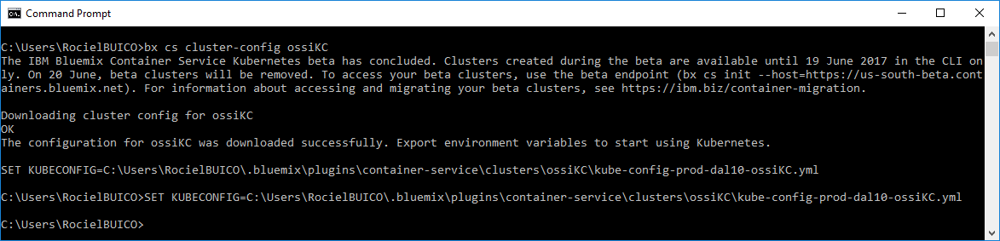 Command Prompt
C:\Users\RocielBUICO>bx cs cluster-config ossiKC
The IBM Bluemix Container Service Kubernetes beta has concluded. Clusters created during the beta are available until 19 June 2017 in the CLI on
ly. On 20 June, beta clusters will be removed. To access your beta clusters, use the beta endpoint (bx cs init --host=https://us-south-beta.cont
ainers.bluemix.net). For information about accessing and migrating your beta clusters, see https://ibm.biz/container-migration.
Downloading cluster config for ossiKC
OK
The configuration for ossiKC was downloaded successfully. Export environment variables to start using Kubernetes.
SET KUBECONFIG=C:\Users\RocielBUICO\.bluemix\plugins\container-service\clusters\ossiKC\kube-config-prod-dal10-ossiKC.yml
C:\Users\RocielBUICO>SET KUBECONFIG=C:\Users\RocielBUICO\.bluemix\plugins\container-service\clusters\ossiKC\kube-config-prod-dal10-ossiKC.yml
C:\Users\RocielBUICO>